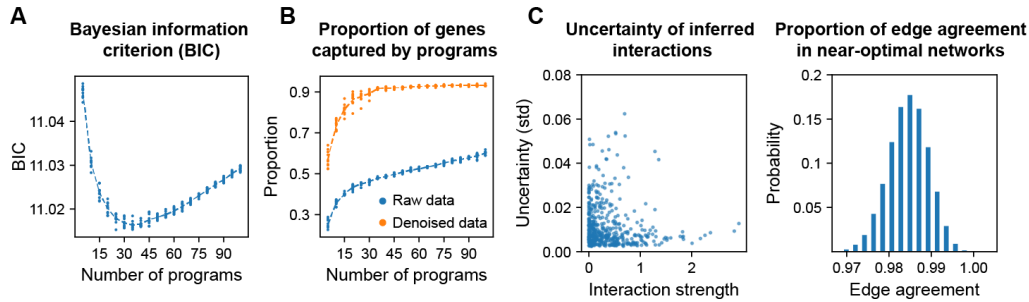 A
Bayesian information
criterion (BIC)
BIC
11.04
11.03
11.02
15 30 45 60 75 90
Number of programs
B
Proportion of genes
captured by programs
Proportion
0.9
0.7
0.5
0.3
Raw data
Denoised data
15 30 45 60 75 90
Number of programs
C
Uncertainty of inferred
interactions
Uncertainty (std)
0.08
0.06
0.04
0.02
0.00
0 1 2
Interaction strength
Proportion of edge agreement
in near-optimal networks
Probability
0.2
0.15
0.10
0.05
0.97 0.98 0.99 1.00
Edge agreement